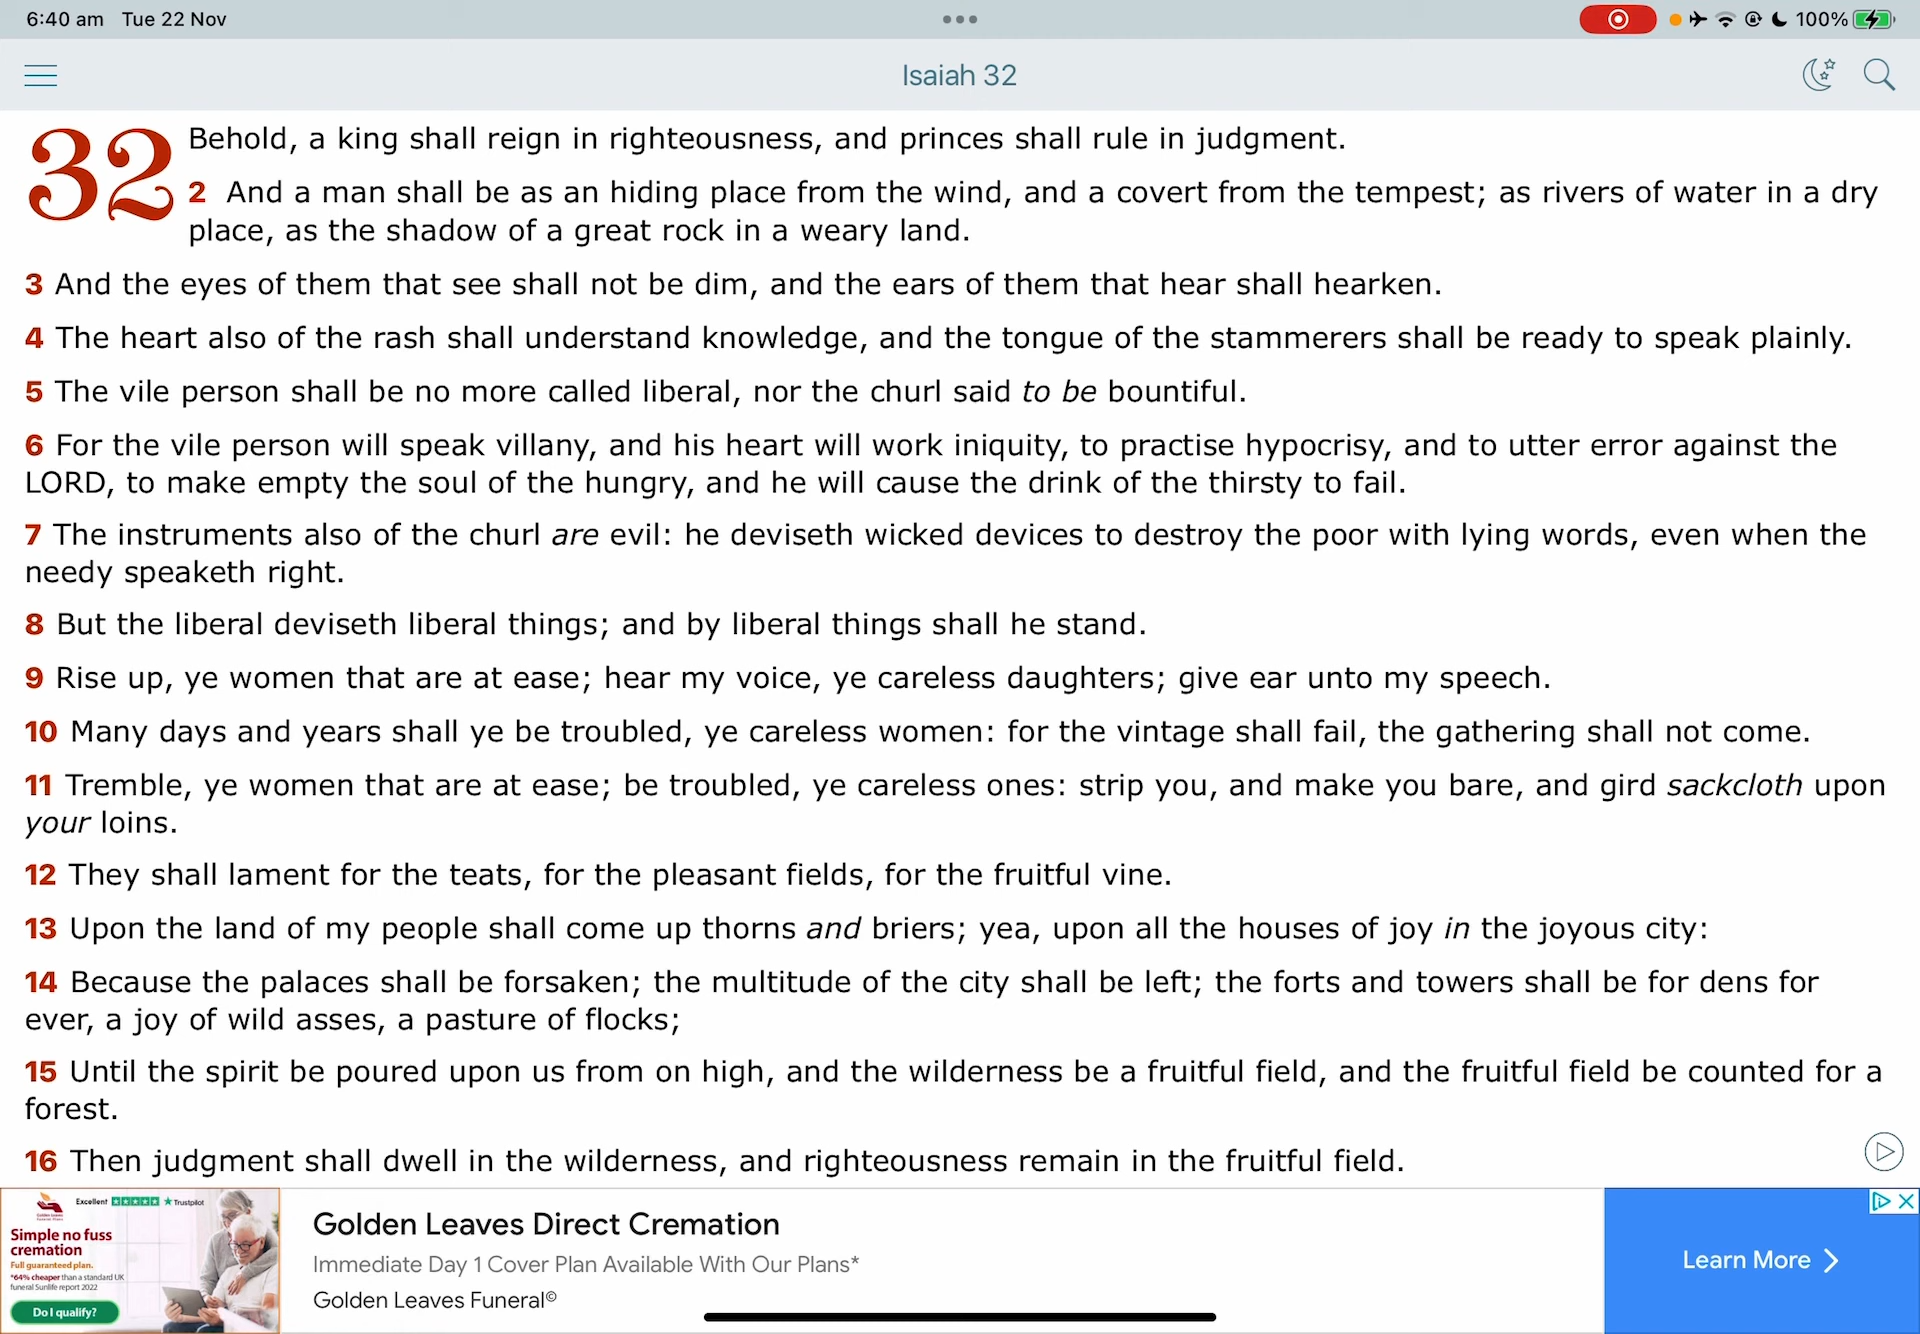 6:40 am Tue 22 Nov
100%
Isaiah 32
32 Behold, a king shall reign in righteousness, and princes shall rule in judgment.
2 And a man shall be as an hiding place from the wind, and a covert from the tempest; as rivers of water in a dry
place, as the shadow of a great rock in a weary land.
3 And the eyes of them that see shall not be dim, and the ears of them that hear shall hearken.
4 The heart also of the rash shall understand knowledge, and the tongue of the stammerers shall be ready to speak plainly.
5 The vile person shall be no more called liberal, nor the churl said to be bountiful.
6 For the vile person will speak villany, and his heart will work iniquity, to practise hypocrisy, and to utter error against the
LORD, to make empty the soul of the hungry, and he will cause the drink of the thirsty to fail.
7 The instruments also of the churl are evil: he deviseth wicked devices to destroy the poor with lying words, even when the
needy speaketh right.
8 But the liberal deviseth liberal things; and by liberal things shall he stand.
9 Rise up, ye women that are at ease; hear my voice, ye careless daughters; give ear unto my speech.
10 Many days and years shall ye be troubled, ye careless women: for the vintage shall fail, the gathering shall not come.
11 Tremble, ye women that are at ease; be troubled, ye careless ones: strip you, and make you bare, and gird sackcloth upon
your loins.
12 They shall lament for the teats, for the pleasant fields, for the fruitful vine.
13 Upon the land of my people shall come up thorns and briers; yea, upon all the houses of joy in the joyous city:
14 Because the palaces shall be forsaken; the multitude of the city shall be left; the forts and towers shall be for dens for
ever, a joy of wild asses, a pasture of flocks;
15 Until the spirit be poured upon us from on high, and the wilderness be a fruitful field, and the fruitful field be counted for a
forest.
16 Then judgment shall dwell in the wilderness, and righteousness remain in the fruitful field.
Excellent Trustpilot
Simple no fuss
cremation
Full guaranteed plan.
*64% cheaper than a standard UK
funeral Sunlife report 2022
Do I qualify?
Golden Leaves Direct Cremation
Immediate Day 1 Cover Plan Available With Our Plans*
Golden Leaves Funeral©
Learn More